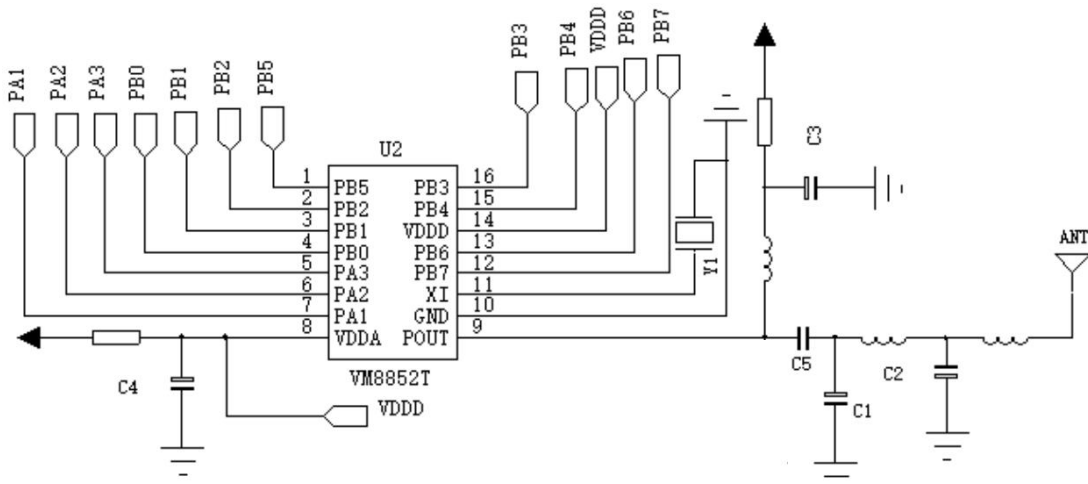 PA1
PA2
PA3
PB0
PB1
PB2
PB5
PB3
PB4
VDDD
PB6
PB7
U2
1 PB5 PB3 16
2 PB2 PB4 15
3 PB1 VDDD 14
4 PB0 PB6 13
5 PA3 PB7 12
6 PA2 XI 11
7 PA1 GND 10
8 VDDA POUT 9
VM8852T
C4
VDDD
Y1
C3
ANT
C5
C2
C1